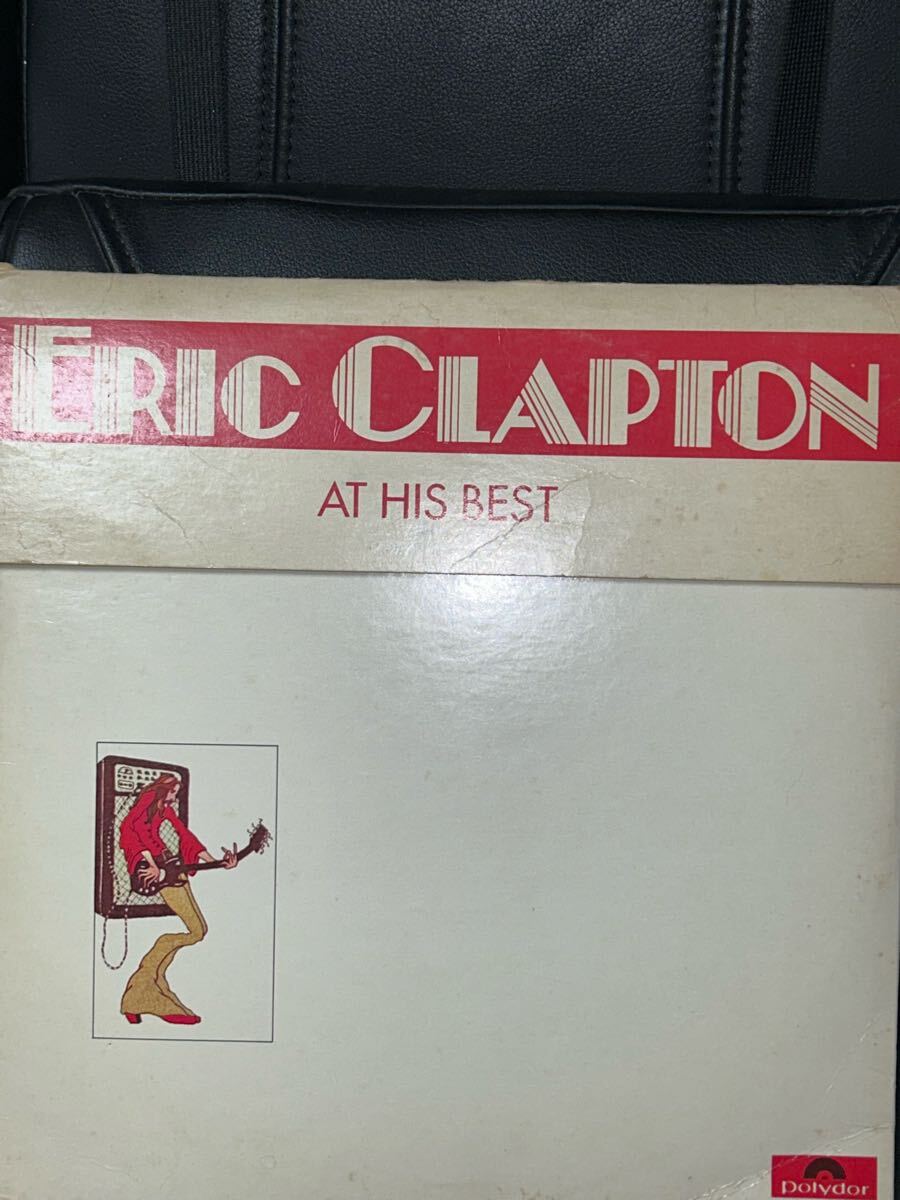 ERIC CLAPTON
AT HIS BEST
polydor